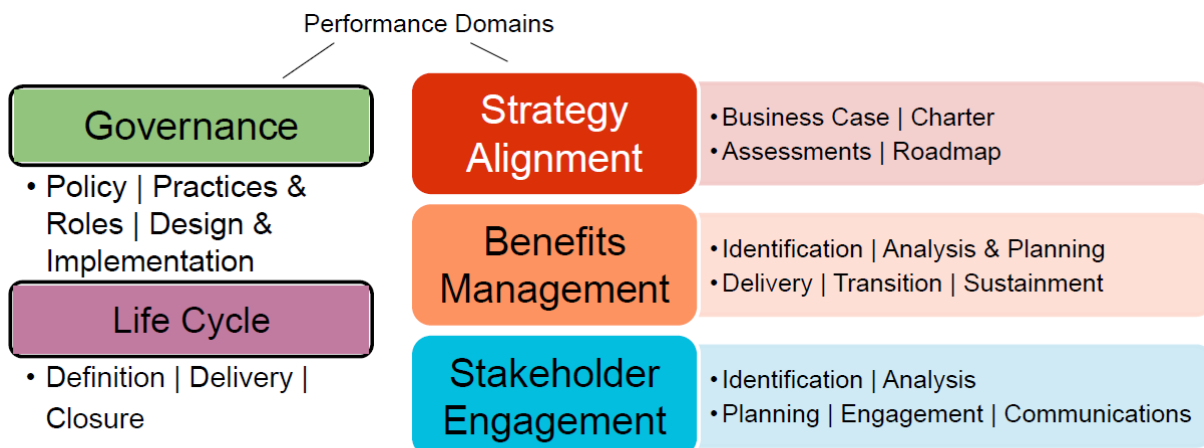 Performance Domains
Governance
• Policy | Practices &
Roles | Design &
Implementation
Life Cycle
• Definition | Delivery |
Closure
Strategy
Alignment
• Business Case | Charter
• Assessments | Roadmap
Benefits
Management
• Identification | Analysis & Planning
• Delivery | Transition | Sustainment
Stakeholder
Engagement
• Identification | Analysis
• Planning | Engagement | Communications